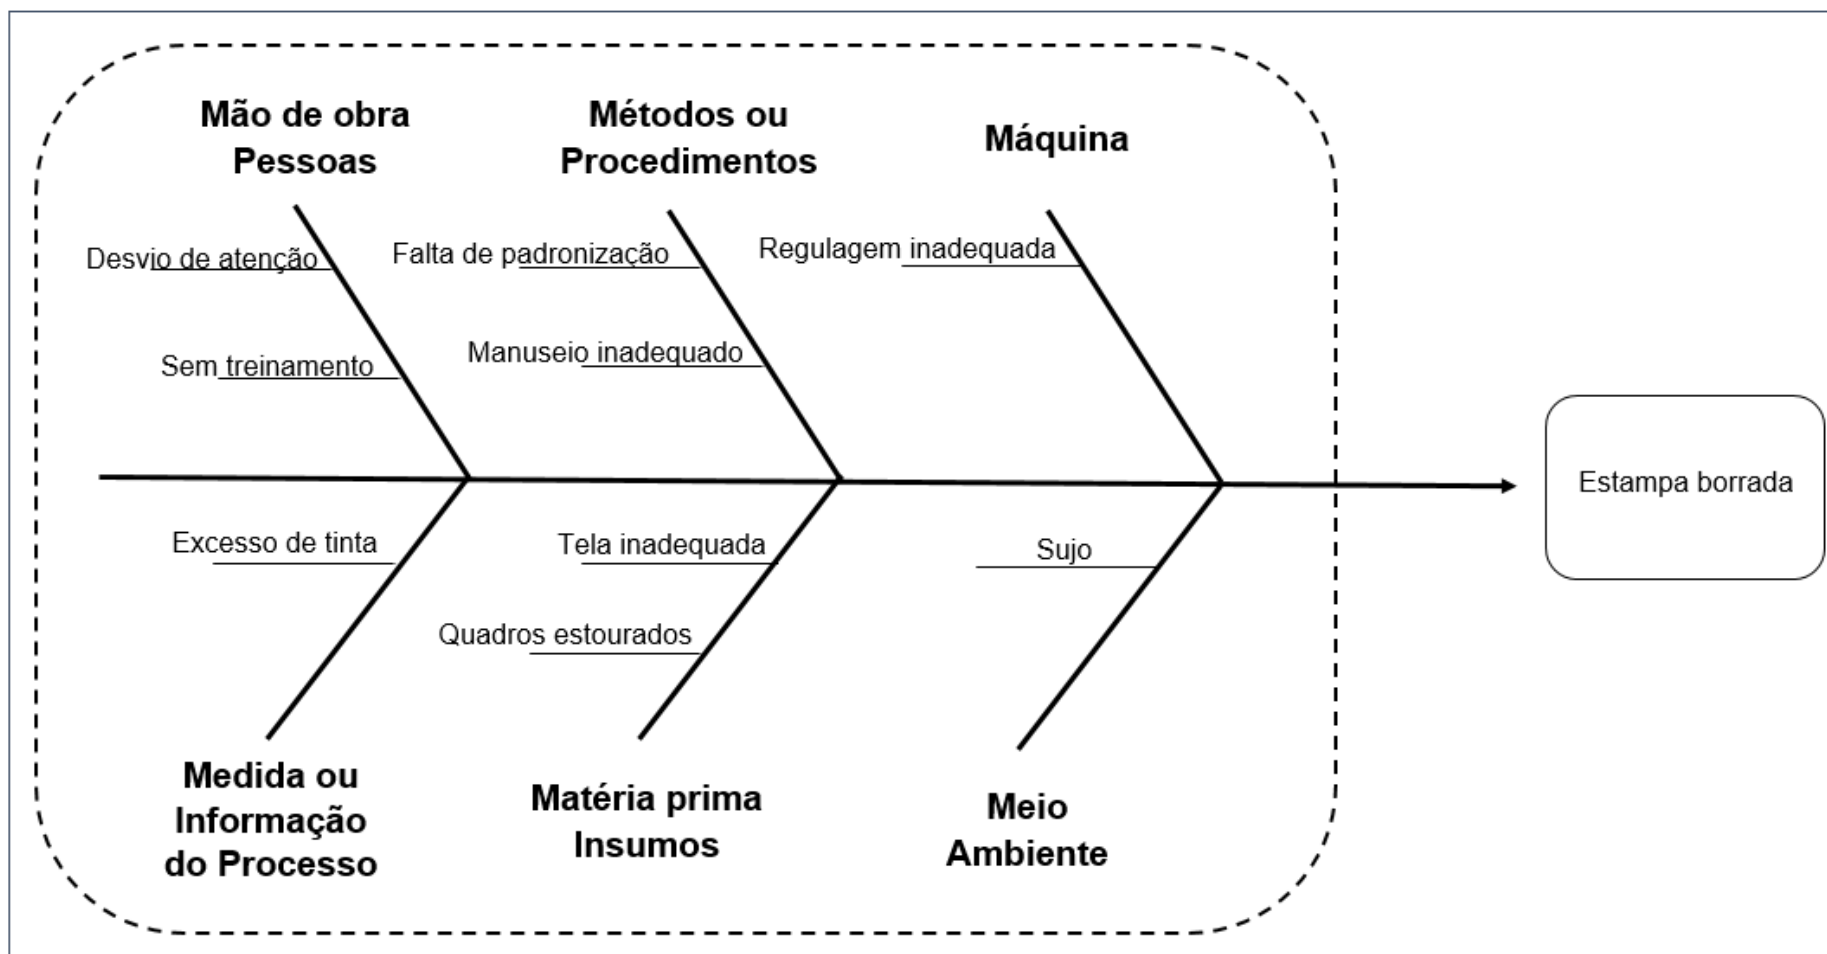 Mão de obra
Pessoas
Métodos ou
Procedimentos
Máquina
Desvio de atenção
Falta de padronização
Regulagem inadequada
Sem treinamento
Manuseio inadequado
Estampa borrada
Excesso de tinta
Tela inadequada
Sujo
Quadros estourados
Medida ou
Informação
do Processo
Matéria prima
Insumos
Meio
Ambiente